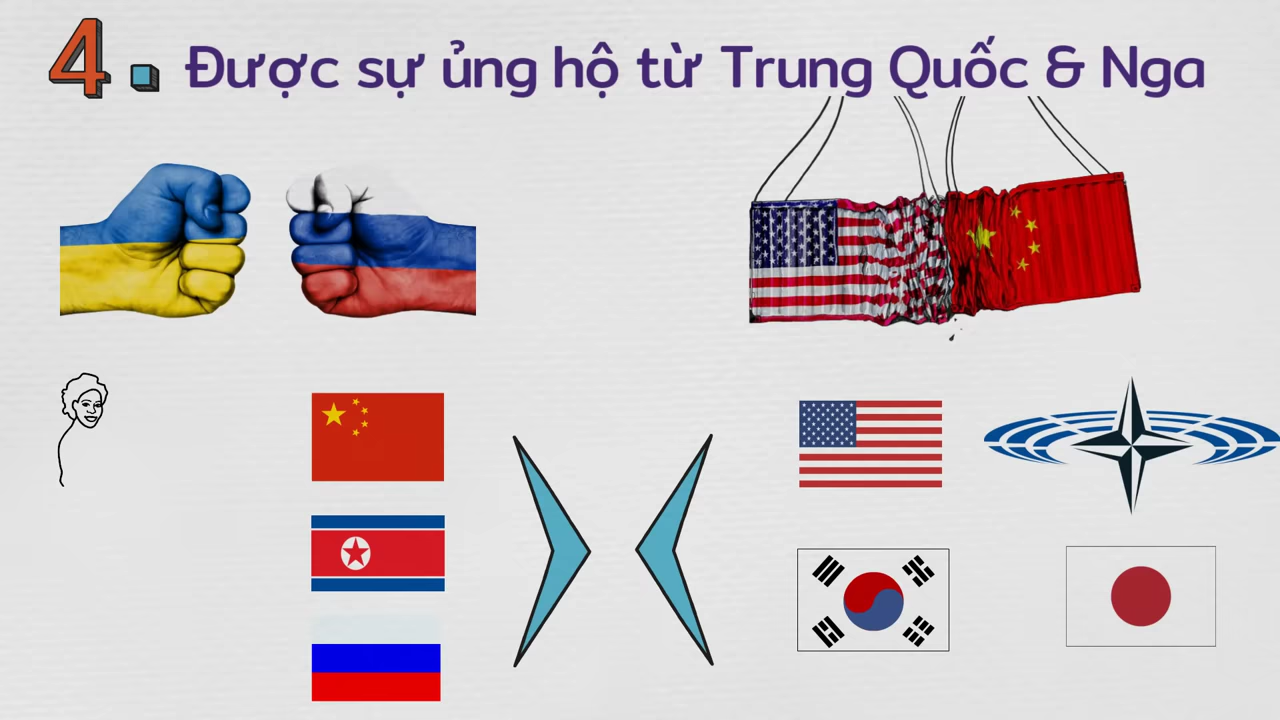 4. Được sự ủng hộ từ Trung Quốc & Nga